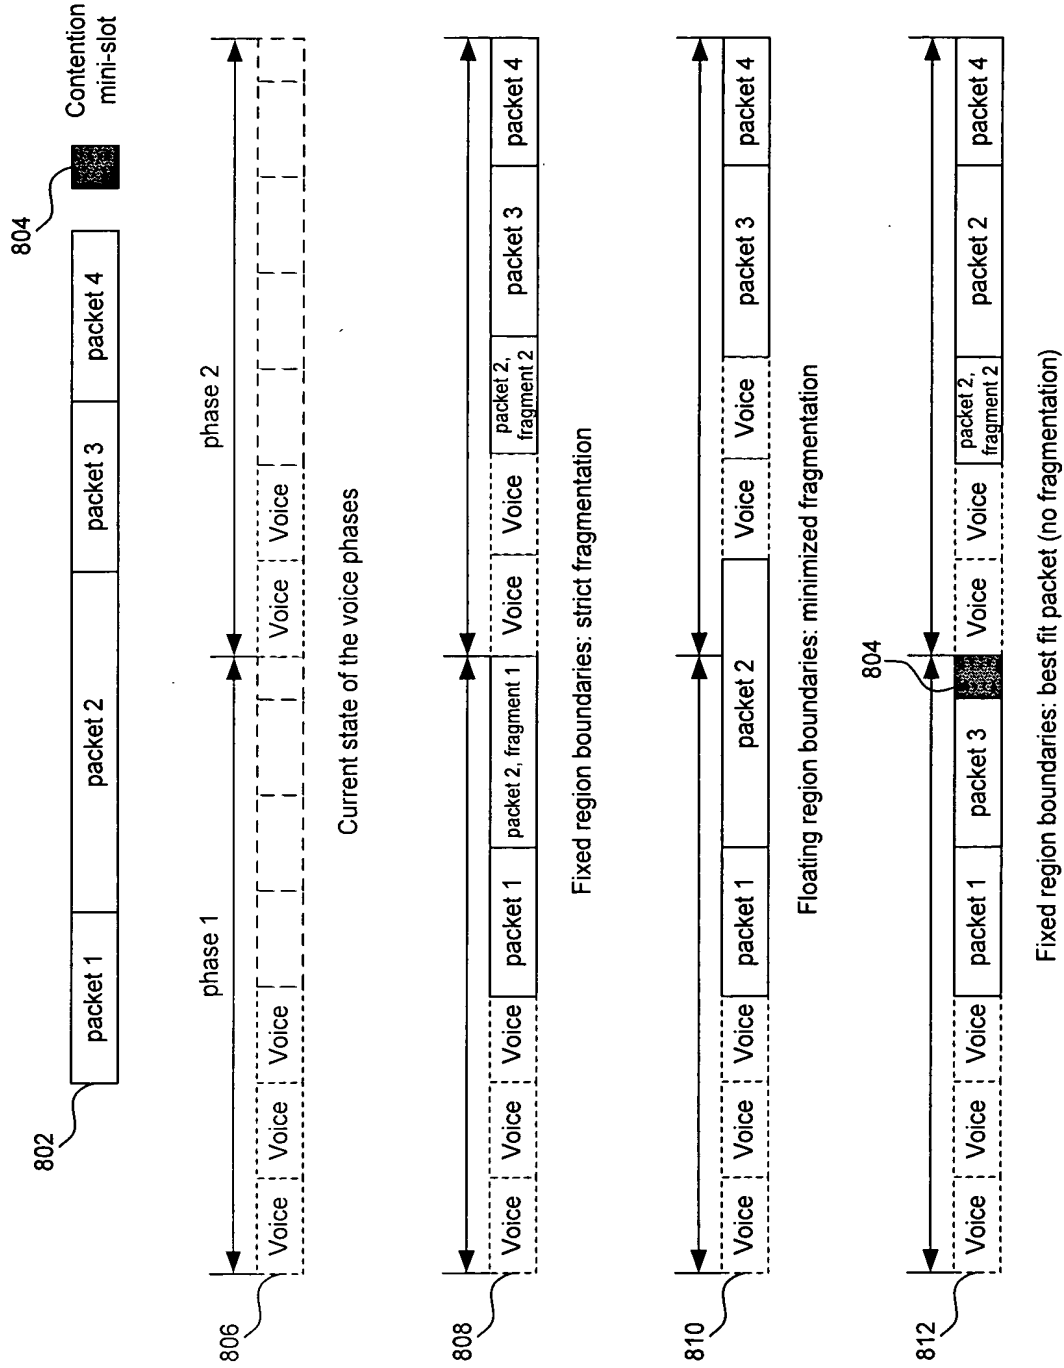 802
packet 1
packet 2
packet 3
packet 4
804
Contention
mini-slot
phase 1
phase 2
806
Voice
Voice
Voice
Voice
Voice
Current state of the voice phases
808
Voice
Voice
Voice
packet 1
packet 2, fragment 1
Voice
Voice
packet 2,
fragment 2
packet 3
packet 4
Fixed region boundaries: strict fragmentation
810
Voice
Voice
Voice
packet 1
packet 2
Voice
Voice
packet 3
packet 4
Floating region boundaries: minimized fragmentation
804
812
Voice
Voice
Voice
packet 1
packet 3
Voice
Voice
packet 2,
fragment 2
packet 2
packet 4
Fixed region boundaries: best fit packet (no fragmentation)